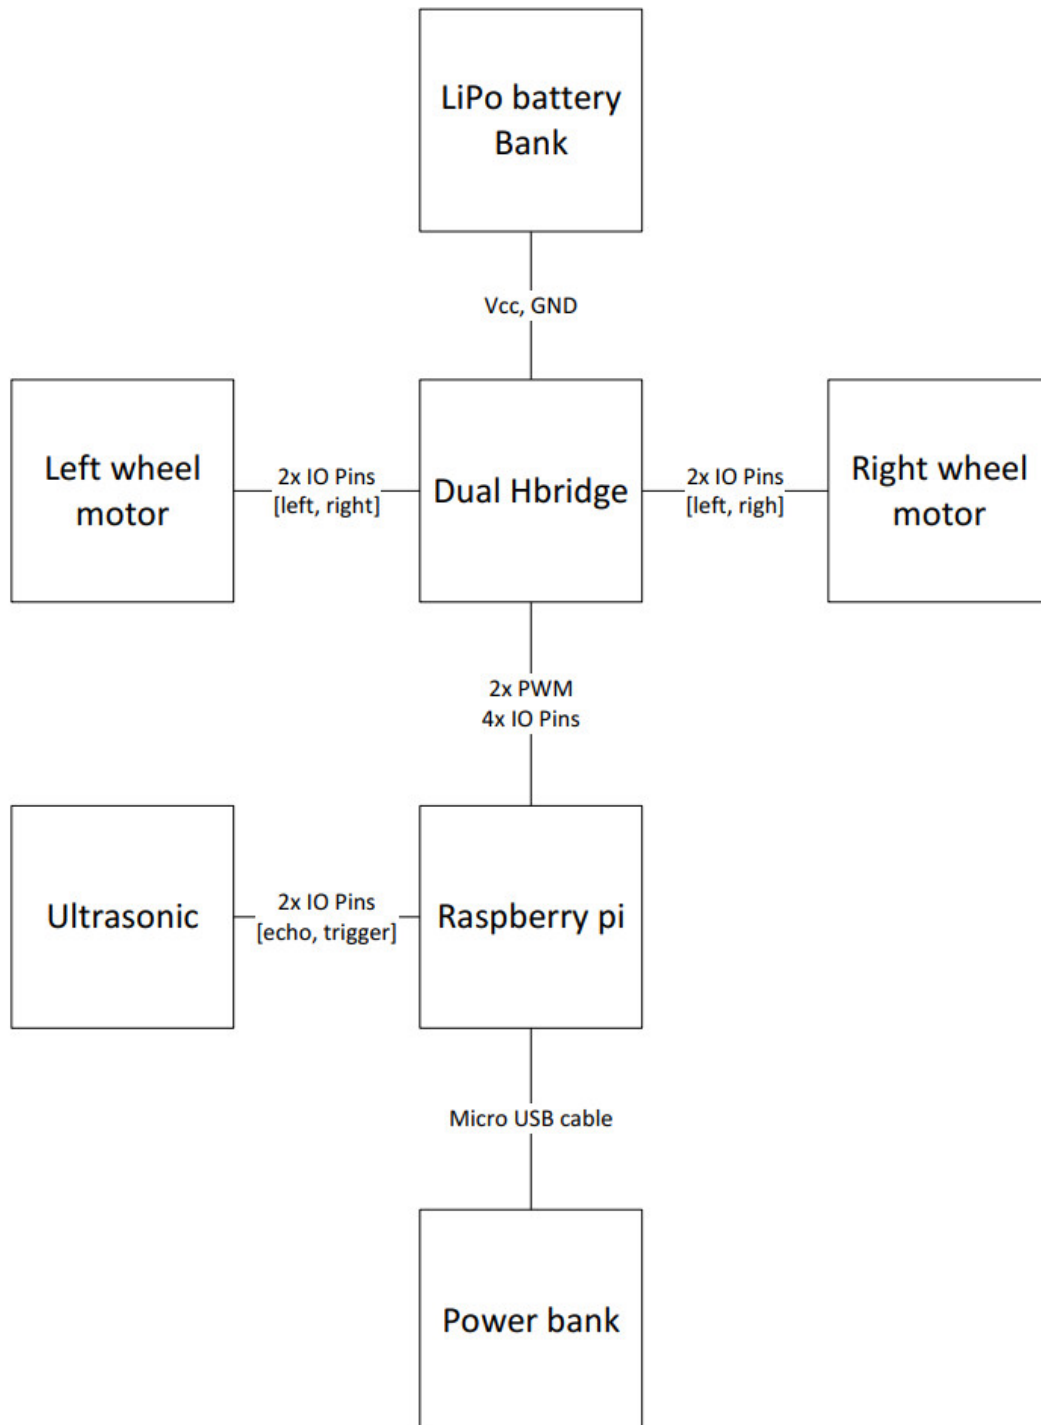 LiPo battery
Bank
Vcc, GND
Left wheel
motor
2x IO Pins
[left, right]
Dual Hbridge
2x IO Pins
[left, righ]
Right wheel
motor
2x PWM
4x IO Pins
Ultrasonic
2x IO Pins
[echo, trigger]
Raspberry pi
Micro USB cable
Power bank